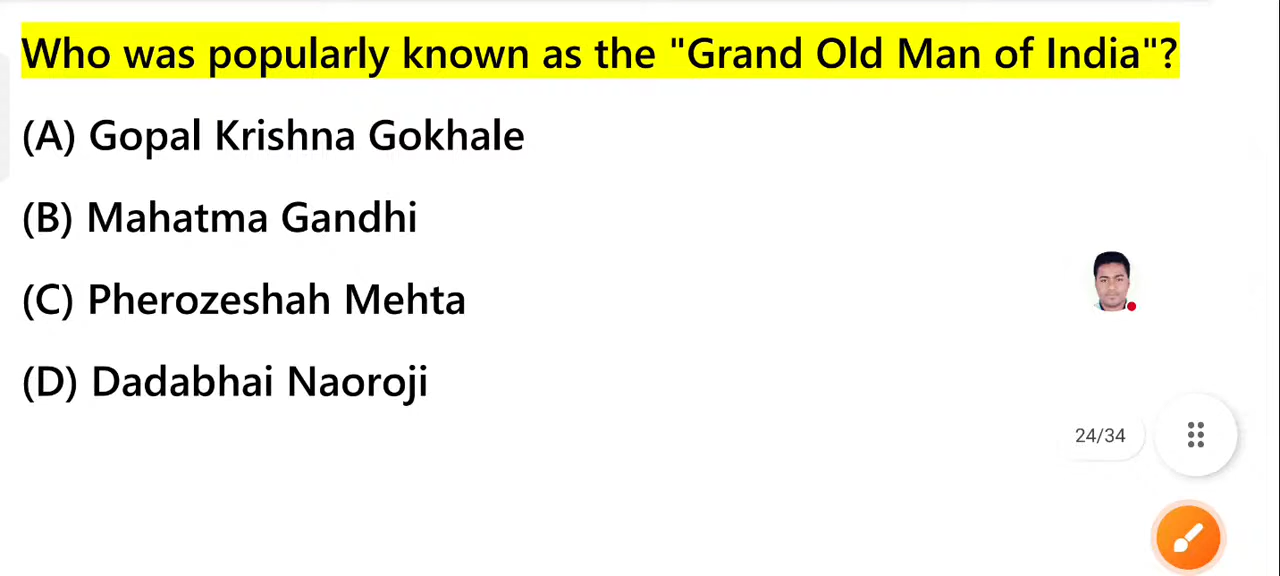 Who was popularly known as the "Grand Old Man of India"?
(A) Gopal Krishna Gokhale
(B) Mahatma Gandhi
(C) Pherozeshah Mehta
(D) Dadabhai Naoroji
24/34